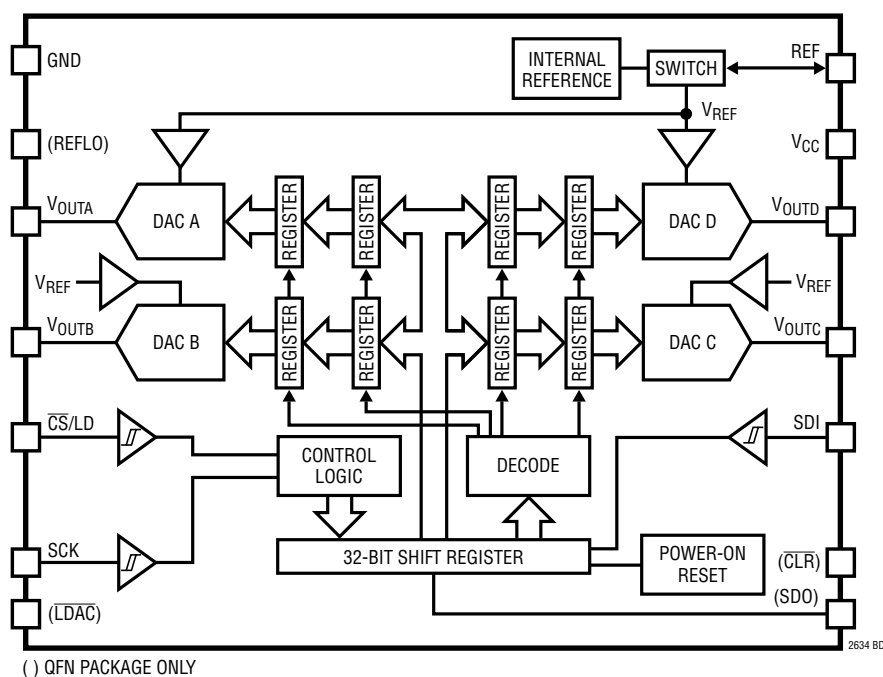 GND
INTERNAL
REFERENCE
SWITCH
REF
(REFLO)
VREF
VCC
VOUTA
DAC A
REGISTER
REGISTER
REGISTER
REGISTER
DAC D
VOUTD
VREF
VREF
VOUTB
DAC B
REGISTER
REGISTER
REGISTER
REGISTER
DAC C
VOUTC
CS/LD
CONTROL
LOGIC
DECODE
SDI
SCK
32-BIT SHIFT REGISTER
POWER-ON
RESET
(CLR)
(LDAC)
(SDO)
2634 BD
( ) QFN PACKAGE ONLY